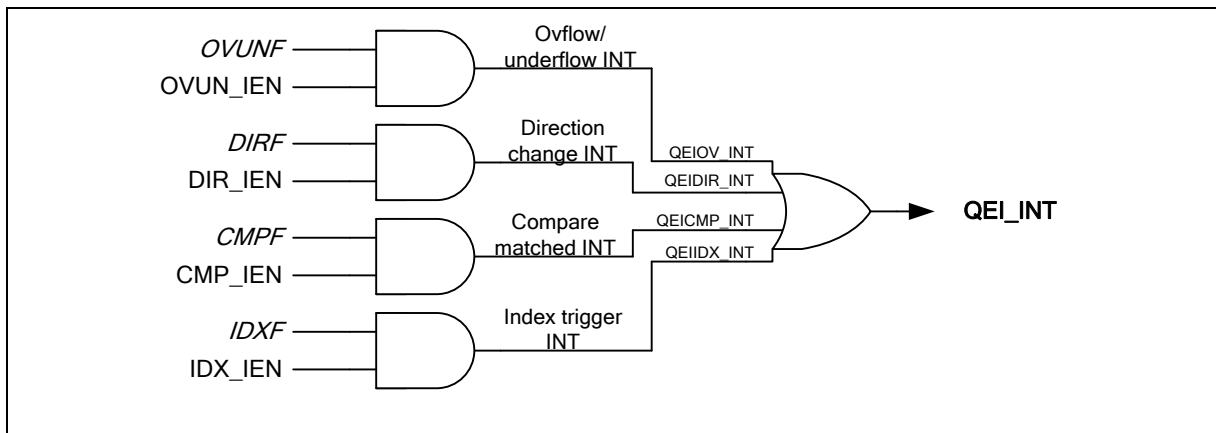 OVUNF
OVUN_IEN
Ovflow/
underflow INT
DIRF
DIR_IEN
Direction
change INT
CMPF
CMP_IEN
Compare
matched INT
IDXF
IDX_IEN
Index trigger
INT
QEIOV_INT
QEIDIR_INT
QEICMP_INT
QEIIDX_INT
QEI_INT